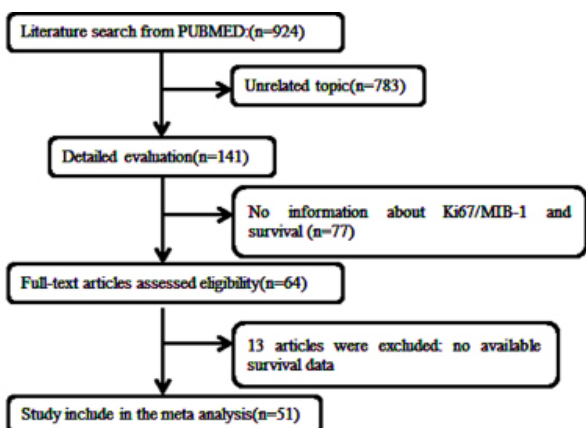 Literature search from PUBMED:(n=924)
Unrelated topic(n=783)
Detailed evaluation(n=141)
No information about Ki67/MIB-1 and
survival (n=77)
Full-text articles assessed eligibility(n=64)
13 articles were excluded: no available
survival data
Study include in the meta analysis(n=51)